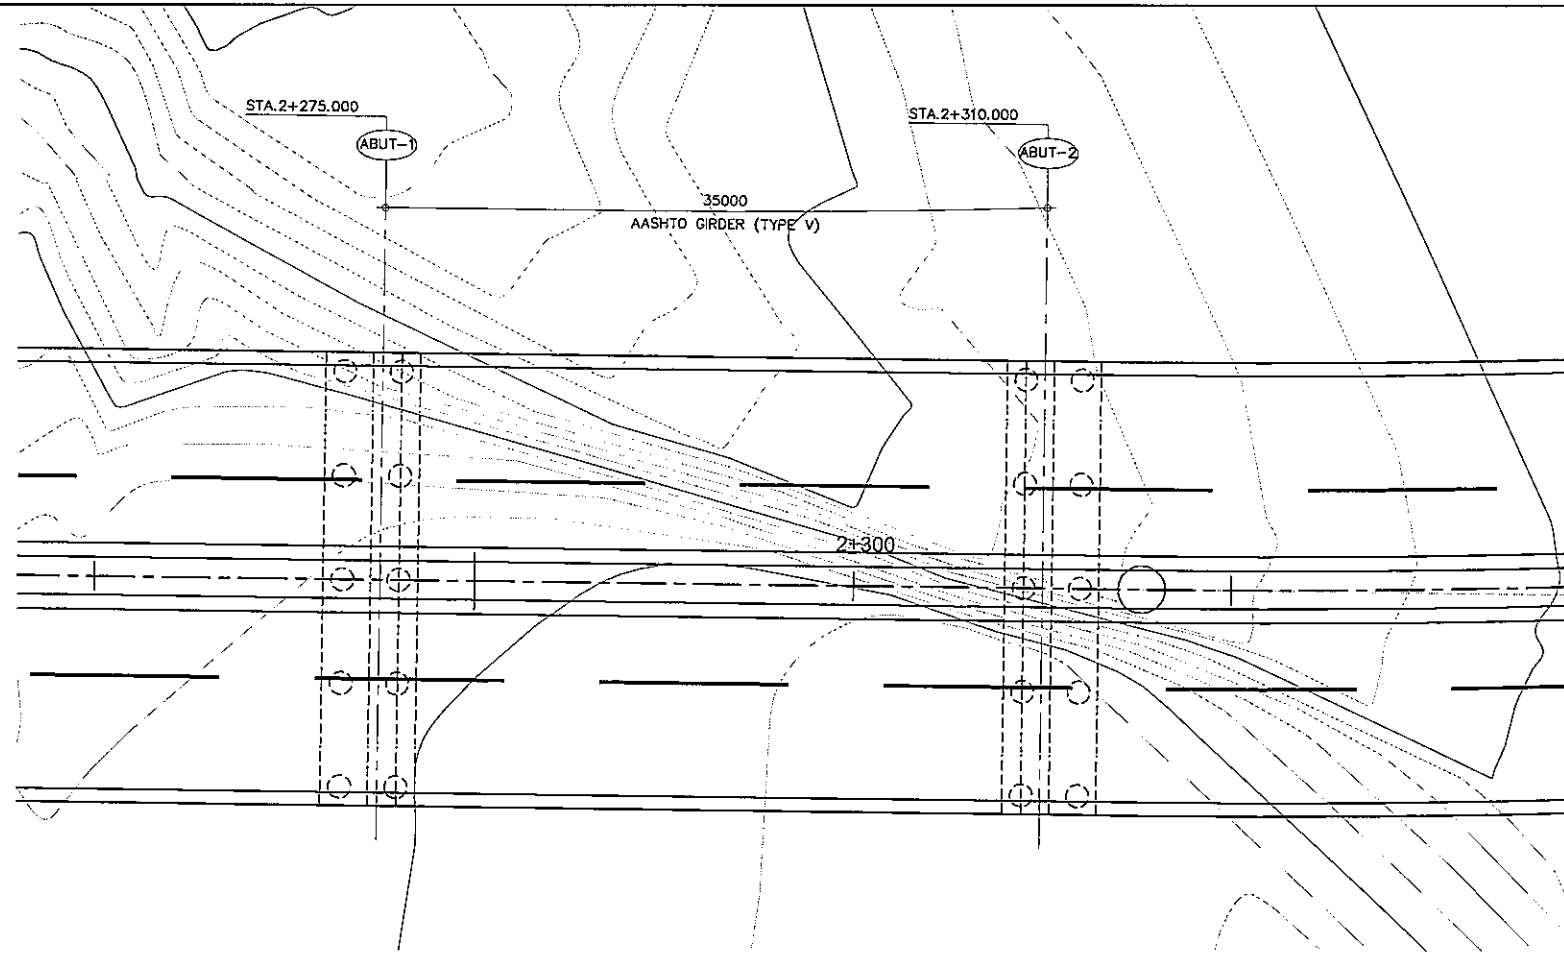 STA.2+275.000
STA.2+310.000
ABUT-1
ABUT-2
35000
AASHTO GIRDER (TYPE V)
2+300